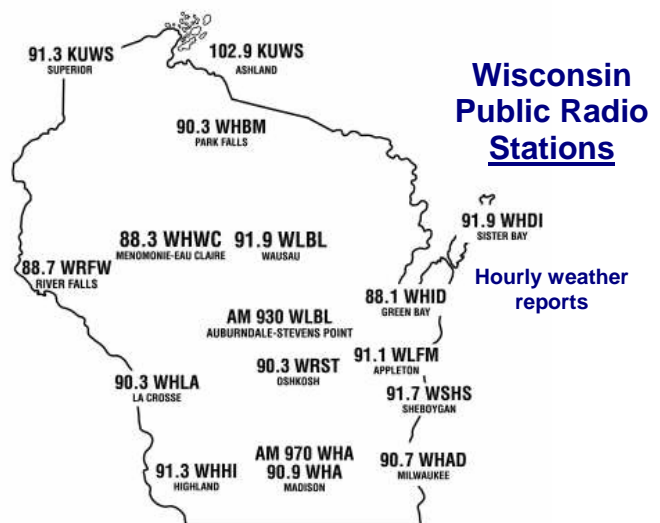 91.3 KUWS
SUPERIOR
102.9 KUWS
ASHLAND
Wisconsin
Public Radio
Stations
90.3 WHBM
PARK FALLS
91.9 WHDI
SISTER BAY
88.3 WHWC
MENOMONIE-EAU CLAIRE
91.9 WLBL
WAUSAU
88.7 WRFW
RIVER FALLS
Hourly weather
reports
88.1 WHID
GREEN BAY
AM 930 WLBL
AUBURNDALE-STEVENS POINT
91.1 WLFM
APPLETON
90.3 WRST
OSHKOSH
90.3 WHLA
LA CROSSE
91.7 WSHS
SHEBOYGAN
AM 970 WHA
90.9 WHA
MADISON
90.7 WHAD
MILWAUKEE
91.3 WHHI
HIGHLAND